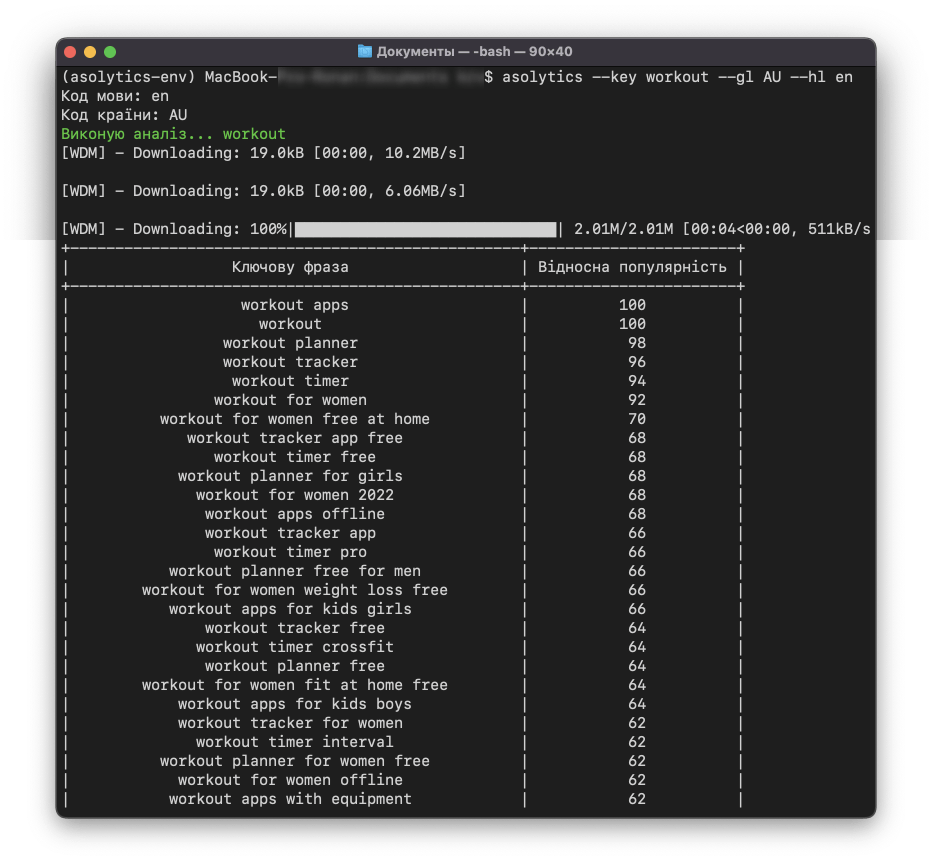 Документы — -bash — 90×40
(asolytics-env) MacBook- $ asolytics --key workout --gl AU --hl en
Код мови: en
Код країни: AU
Виконую аналіз... workout
[WDM] - Downloading: 19.0kB [00:00, 10.2MB/s]
[WDM] - Downloading: 19.0kB [00:00, 6.06MB/s]
[WDM] - Downloading: 100%| | 2.01M/2.01M [00:04<00:00, 511kB/s
| Ключову фраза | Відносна популярність |
| workout apps | 100 |
| workout | 100 |
| workout planner | 98 |
| workout tracker | 96 |
| workout timer | 94 |
| workout for women | 92 |
| workout for women free at home | 70 |
| workout tracker app free | 68 |
| workout timer free | 68 |
| workout planner for girls | 68 |
| workout for women 2022 | 68 |
| workout apps offline | 68 |
| workout tracker app | 66 |
| workout timer pro | 66 |
| workout planner free for men | 66 |
| workout for women weight loss free | 66 |
| workout apps for kids girls | 66 |
| workout tracker free | 64 |
| workout timer crossfit | 64 |
| workout planner free | 64 |
| workout for women fit at home free | 64 |
| workout apps for kids boys | 64 |
| workout tracker for women | 62 |
| workout timer interval | 62 |
| workout planner for women free | 62 |
| workout for women offline | 62 |
| workout apps with equipment | 62 |